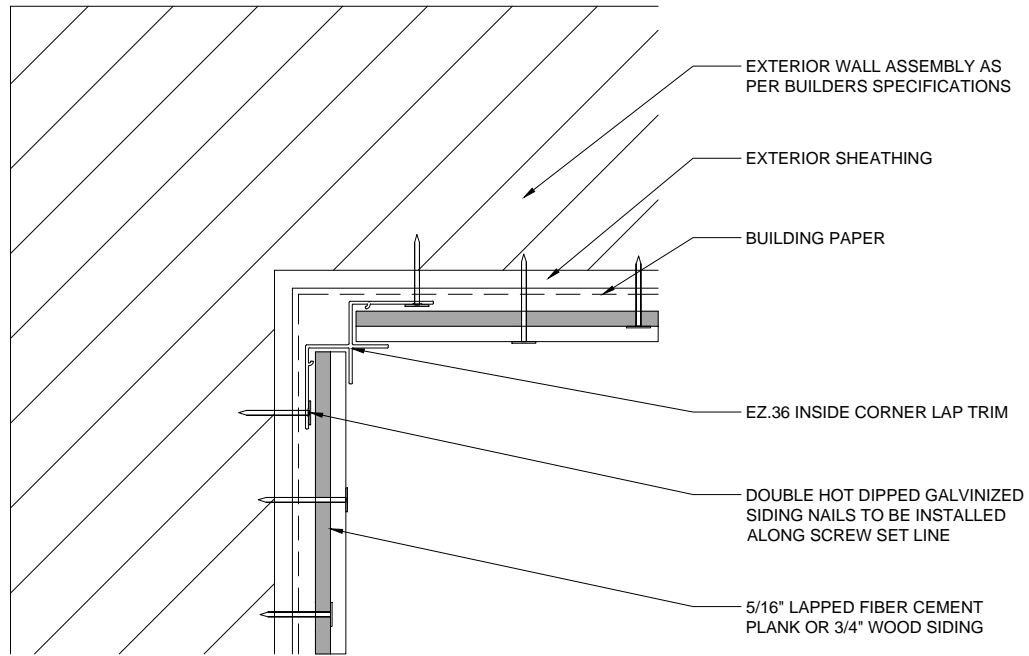 EXTERIOR WALL ASSEMBLY AS
PER BUILDERS SPECIFICATIONS
EXTERIOR SHEATHING
BUILDING PAPER
EZ.36 INSIDE CORNER LAP TRIM
DOUBLE HOT DIPPED GALVINIZED
SIDING NAILS TO BE INSTALLED
ALONG SCREW SET LINE
5/16" LAPPED FIBER CEMENT
PLANK OR 3/4" WOOD SIDING